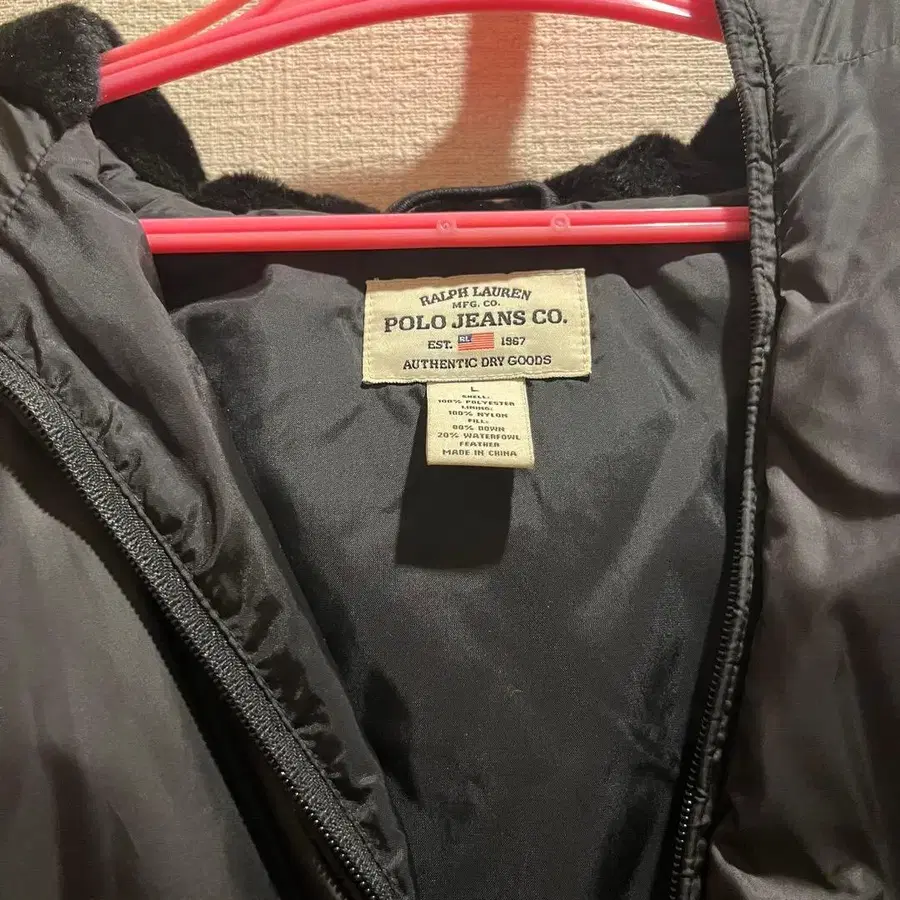 RALPH LAUREN
MFG. CO.
POLO JEANS CO.
EST. RL 1967
AUTHENTIC DRY GOODS
L
SHELL:
100% POLYESTER
LINING:
100% NYLON
FILL:
80% DOWN
20% WATERFOWL
FEATHER
MADE IN CHINA